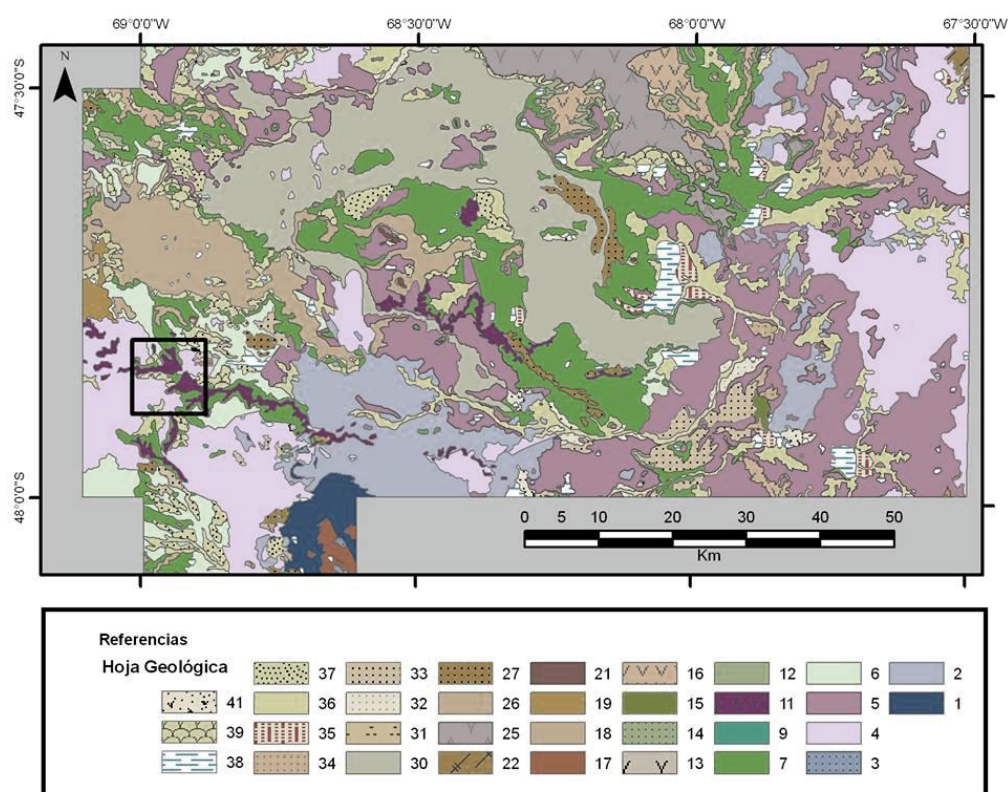 69°0'0"W 68°30'0"W 68°0'0"W 67°30'0"W
N
47°30'0"S
48°0'0"S
0 5 10 20 30 40 50
Km
Referencias
Hoja Geológica
37 33 27 21 16 12 6 2
41 36 32 26 19 15 11 5 1
39 35 31 25 18 14 9 4
38 34 30 22 17 13 7 3